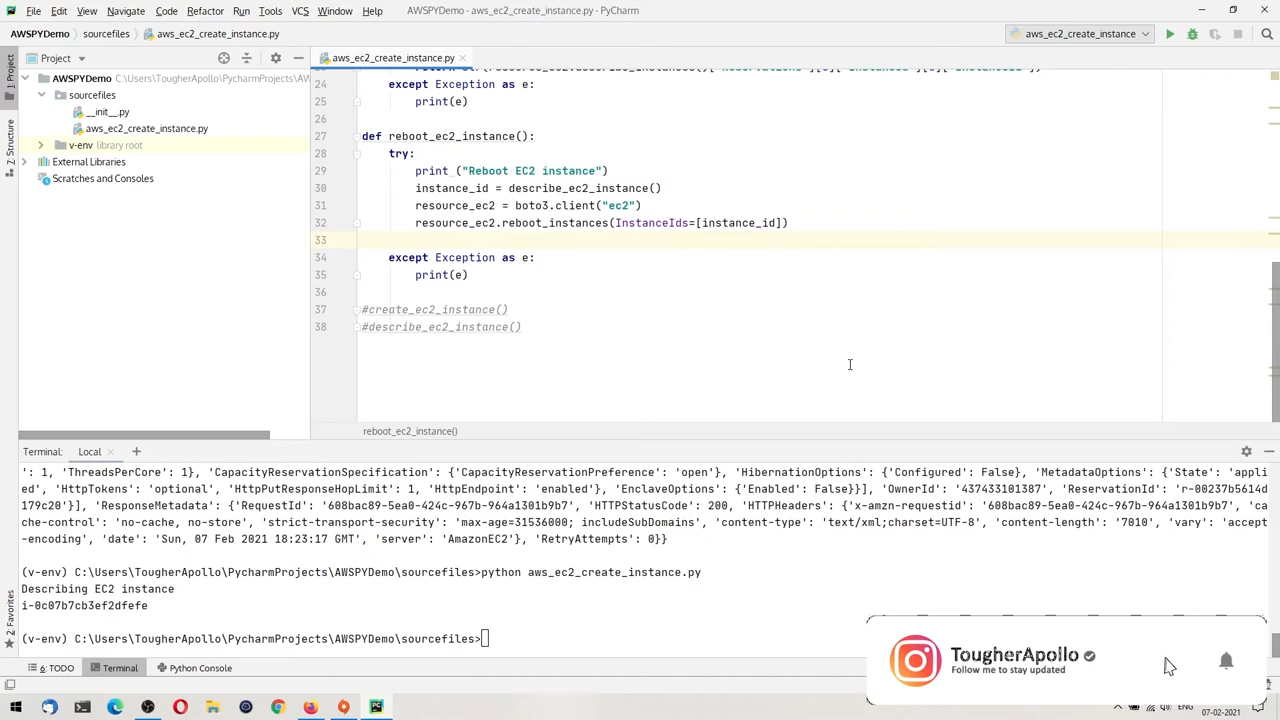 File Edit View Navigate Code Refactor Run Tools VCS Window Help AWSPYDemo - aws_ec2_create_instance.py - PyCharm
AWSPYDemo sourcefiles aws_ec2_create_instance.py
aws_ec2_create_instance
Project
aws_ec2_create_instance.py
AWSPYDemo C:\Users\TougherApollo\PycharmProjects\AW
sourcefiles
__init__.py
aws_ec2_create_instance.py
v-env library root
External Libraries
Scratches and Consoles
1: Project
7: Structure
2: Favorites
24 except Exception as e:
25 print(e)
26
27 def reboot_ec2_instance():
28 try:
29 print ("Reboot EC2 instance")
30 instance_id = describe_ec2_instance()
31 resource_ec2 = boto3.client("ec2")
32 resource_ec2.reboot_instances(InstanceIds=[instance_id])
33
34 except Exception as e:
35 print(e)
36
37 #create_ec2_instance()
38 #describe_ec2_instance()
reboot_ec2_instance()
Terminal: Local
': 1, 'ThreadsPerCore': 1}, 'CapacityReservationSpecification': {'CapacityReservationPreference': 'open'}, 'HibernationOptions': {'Configured': False}, 'MetadataOptions': {'State': 'appli
ed', 'HttpTokens': 'optional', 'HttpPutResponseHopLimit': 1, 'HttpEndpoint': 'enabled'}, 'EnclaveOptions': {'Enabled': False}}], 'OwnerId': '437433101387', 'ReservationId': 'r-00237b5614d
179c20'}], 'ResponseMetadata': {'RequestId': '608bac89-5ea0-424c-967b-964a1301b9b7', 'HTTPStatusCode': 200, 'HTTPHeaders': {'x-amzn-requestid': '608bac89-5ea0-424c-967b-964a1301b9b7', 'ca
che-control': 'no-cache, no-store', 'strict-transport-security': 'max-age=31536000; includeSubDomains', 'content-type': 'text/xml;charset=UTF-8', 'content-length': '7010', 'vary': 'accept
-encoding', 'date': 'Sun, 07 Feb 2021 18:23:17 GMT', 'server': 'AmazonEC2'}, 'RetryAttempts': 0}}
(v-env) C:\Users\TougherApollo\PycharmProjects\AWSPYDemo\sourcefiles>python aws_ec2_create_instance.py
Describing EC2 instance
i-0c07b7cb3ef2dfefe
(v-env) C:\Users\TougherApollo\PycharmProjects\AWSPYDemo\sourcefiles>
TougherApollo
Follow me to stay updated
6: TODO Terminal Python Console
ENG
07-02-2021